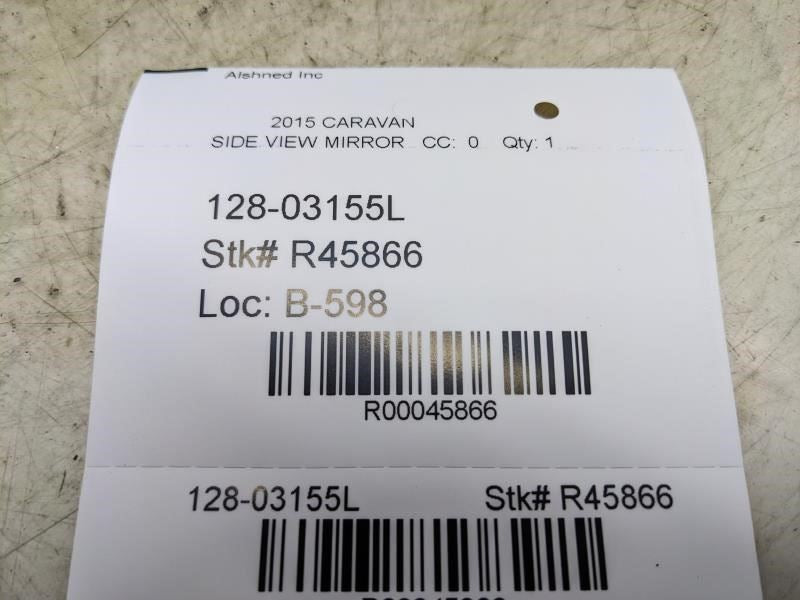 Alshned Inc
2015 CARAVAN
SIDE VIEW MIRROR CC: 0 Qty: 1
128-03155L
Stk# R45866
Loc: B-598
R00045866
128-03155L Stk# R45866